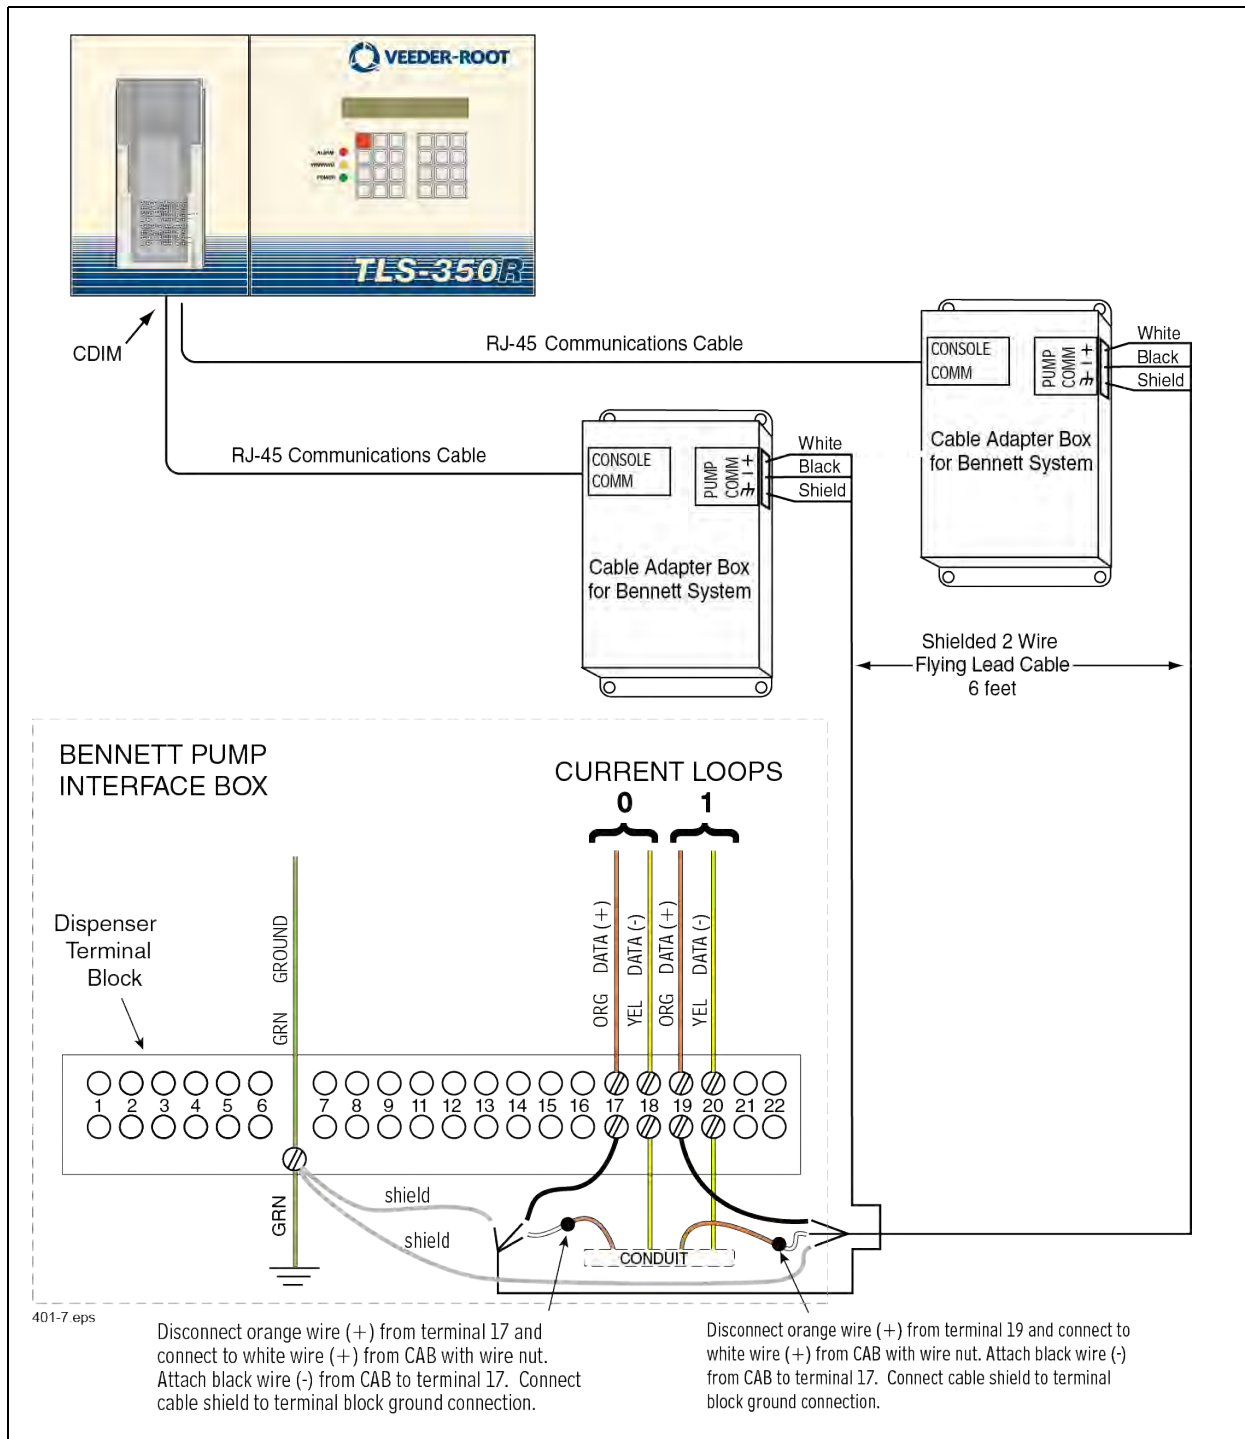 VEEDER-ROOT
ALARM
WARNING
POWER
TLS-350R
CDIM
RJ-45 Communications Cable
RJ-45 Communications Cable
CONSOLE
COMM
PUMP
COMM
+
−
White
Black
Shield
Cable Adapter Box
for Bennett System
CONSOLE
COMM
PUMP
COMM
+
−
White
Black
Shield
Cable Adapter Box
for Bennett System
Shielded 2 Wire
Flying Lead Cable
6 feet
BENNETT PUMP
INTERFACE BOX
CURRENT LOOPS
0 1
Dispenser
Terminal
Block
GRN GROUND
ORG DATA (+)
YEL DATA (-)
ORG DATA (+)
YEL DATA (-)
1 2 3 4 5 6 7 8 9 11 12 13 14 15 16 17 18 19 20 21 22
GRN
shield
shield
CONDUIT
401-7.eps
Disconnect orange wire (+) from terminal 17 and
connect to white wire (+) from CAB with wire nut.
Attach black wire (-) from CAB to terminal 17. Connect
cable shield to terminal block ground connection.
Disconnect orange wire (+) from terminal 19 and connect to
white wire (+) from CAB with wire nut. Attach black wire (-)
from CAB to terminal 17. Connect cable shield to terminal
block ground connection.